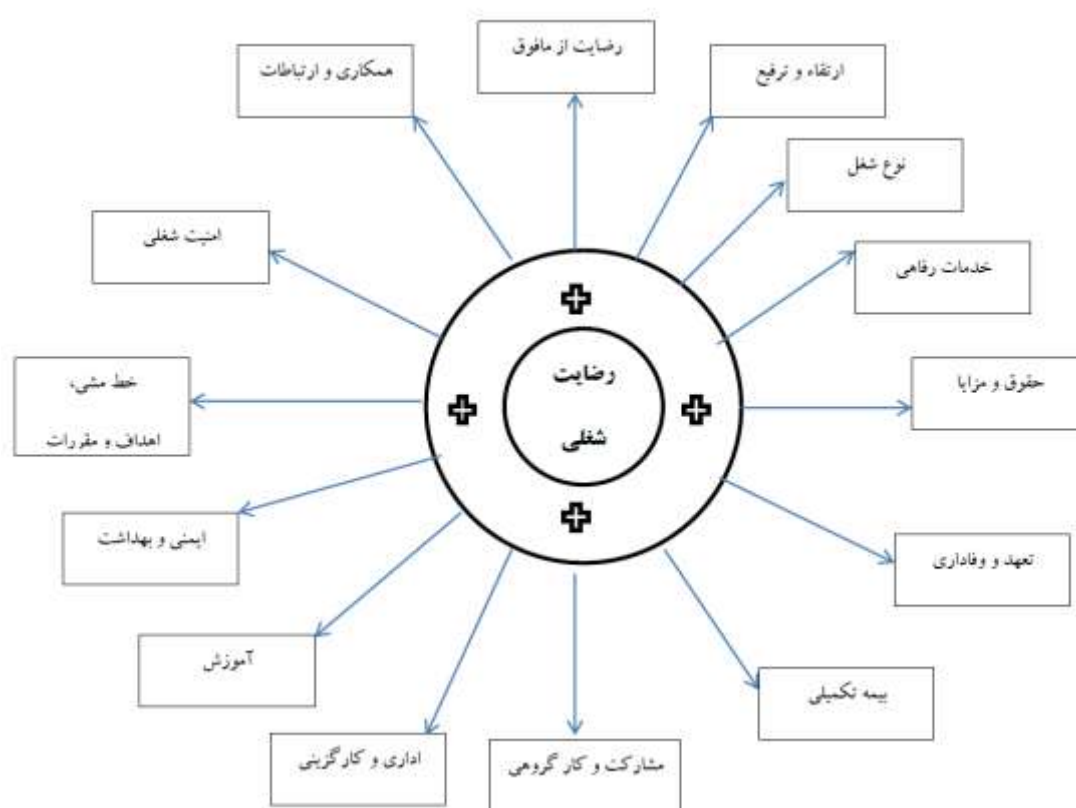 رضایت از مافوق
ارتقاء و ترفیع
همکاری و ارتباطات
نوع شغل
امنیت شغلی
خدمات رفاهی
رضایت
شغلی
حقوق و مزایا
خط مشی،
اهداف و مقررات
ایمنی و بهداشت
تعهد و وفاداری
آموزش
بیمه تکمیلی
اداری و کارگزینی
مشارکت و کار گروهی